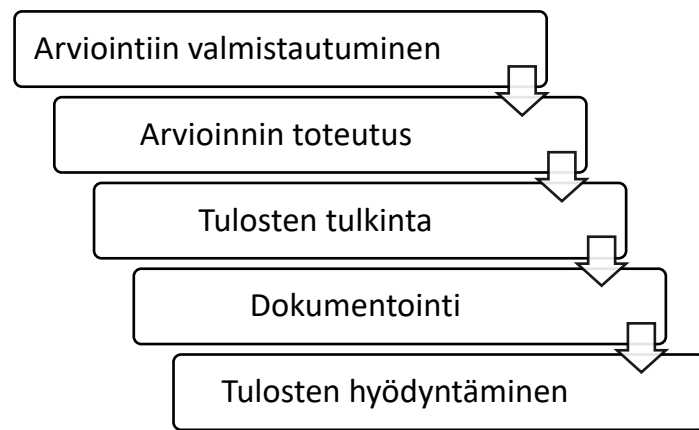 Arviointiin valmistautuminen
Arvioinnin toteutus
Tulosten tulkinta
Dokumentointi
Tulosten hyödyntäminen